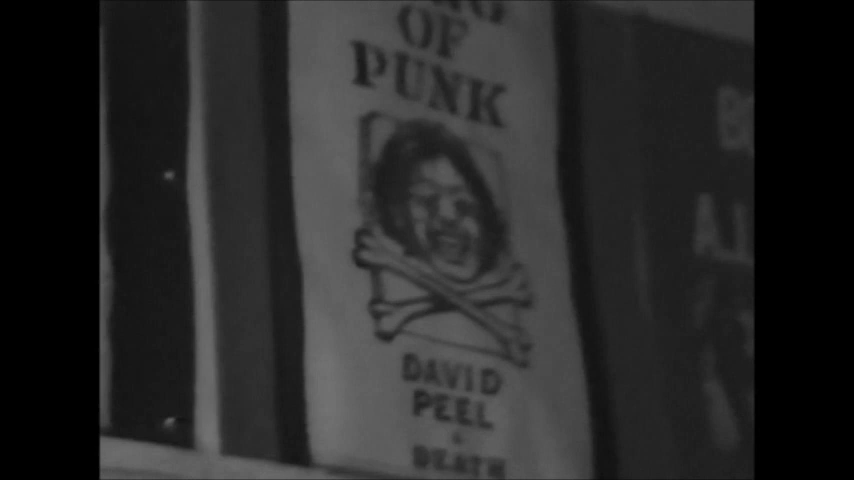 OF
PUNK
DAVID
PEEL
&
DEATH